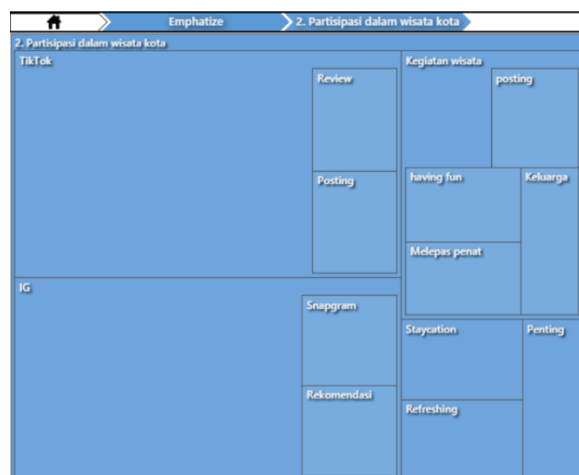 Emphatize
2. Partisipasi dalam wisata kota
2. Partisipasi dalam wisata kota
TikTok
Review
Posting
Kegiatan wisata
posting
having fun
Keluarga
Melepas penat
IG
Snapgram
Rekomendasi
Staycation
Penting
Refreshing